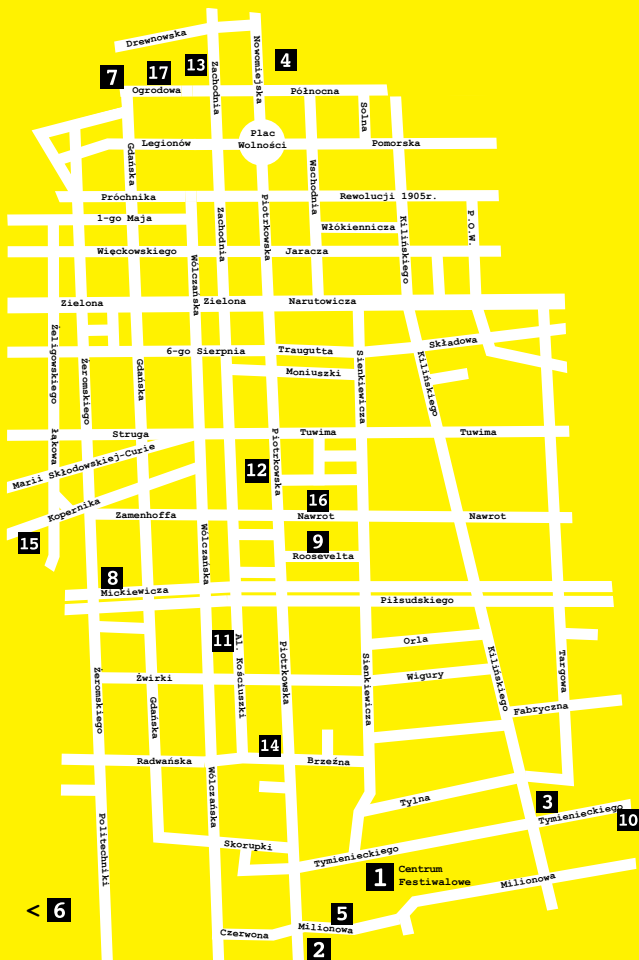 Drewnowska
Nowomiejska
4
Zachodnia
13
17
7
Ogrodowa
Północna
Solna
Plac
Wolności
Legionów
Pomorska
Gdańska
Wschodnia
Próchnika
Rewolucji 1905r.
1-go Maja
Zachodnia
Piotrkowska
Włókiennicza
Kilińskiego
P.O.W.
Więckowskiego
Jaracza
Wólczańska
Zielona
Zielona
Narutowicza
Żeligowskiego
Składowa
6-go Sierpnia
Traugutta
Moniuszki
Sienkiewicza
Kilińskiego
Żeromskiego
Gdańska
Łąkowa
Struga
Piotrkowska
Tuwima
Tuwima
Marii Skłodowskiej-Curie
12
16
Kopernika
Zamenhoffa
Nawrot
Nawrot
15
Wólczańska
9
Roosevelta
8
Mickiewicza
Piłsudskiego
11
Al. Kościuszki
Piotrkowska
Orla
Sienkiewicza
Wigury
Kilińskiego
Targowa
Żeromskiego
Żwirki
Gdańska
Fabryczna
14
Radwańska
Brzeźna
Wólczańska
Tylna
3
Tymienieckiego
10
Politechniki
Skorupki
Tymienieckiego
1
Centrum
Festiwalowe
Milionowa
< 6
5
Milionowa
Czerwona
2